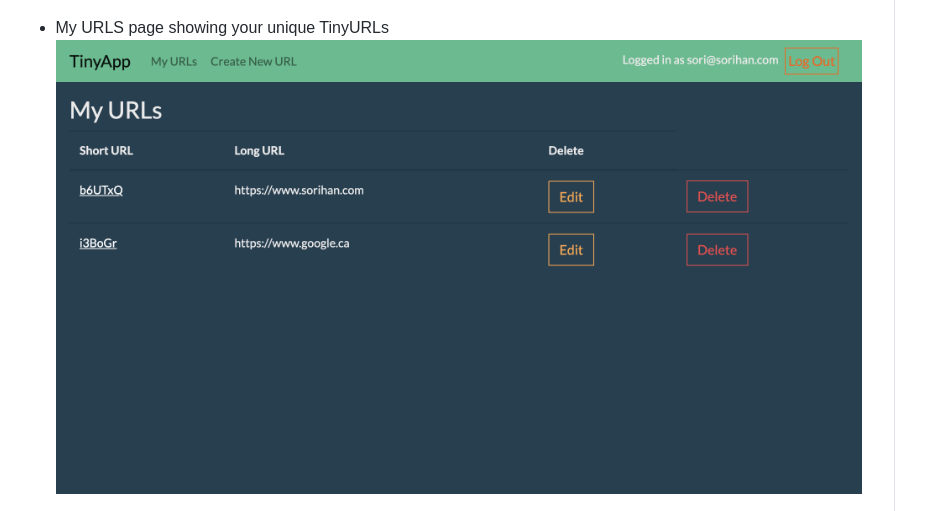 My URLS page showing your unique TinyURLs
TinyApp My URLs Create New URL Logged in as sori@sorihan.com Log Out
My URLs
Short URL Long URL Delete
b6UTxQ https://www.sorihan.com Edit Delete
i3BoGr https://www.google.ca Edit Delete